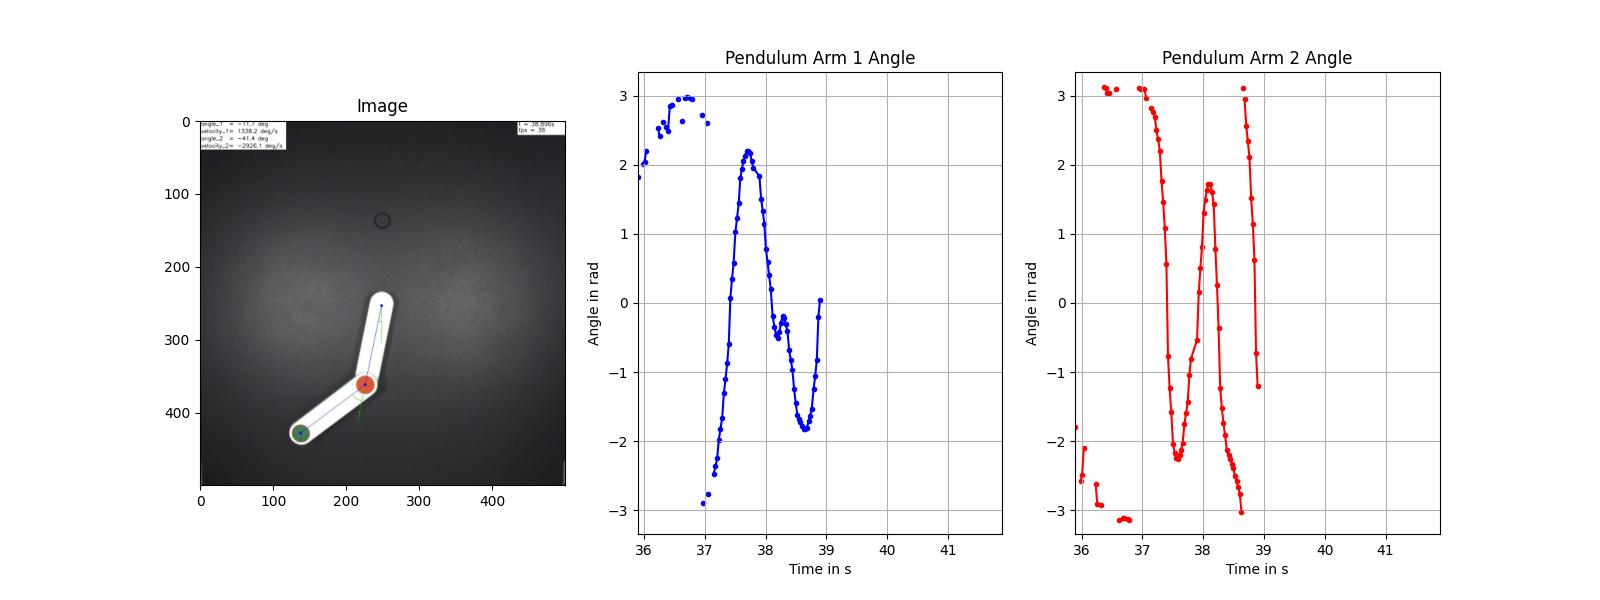 Image
angle_1 = -11.7 deg
velocity_1= 1338.2 deg/s
angle_2 = -41.4 deg
velocity_2= -2926.1 deg/s
t = 38.896s
fps = 38
0
100
200
300
400
0 100 200 300 400
Pendulum Arm 1 Angle
Angle in rad
3
2
1
0
−1
−2
−3
36 37 38 39 40 41
Time in s
Pendulum Arm 2 Angle
Angle in rad
3
2
1
0
−1
−2
−3
36 37 38 39 40 41
Time in s